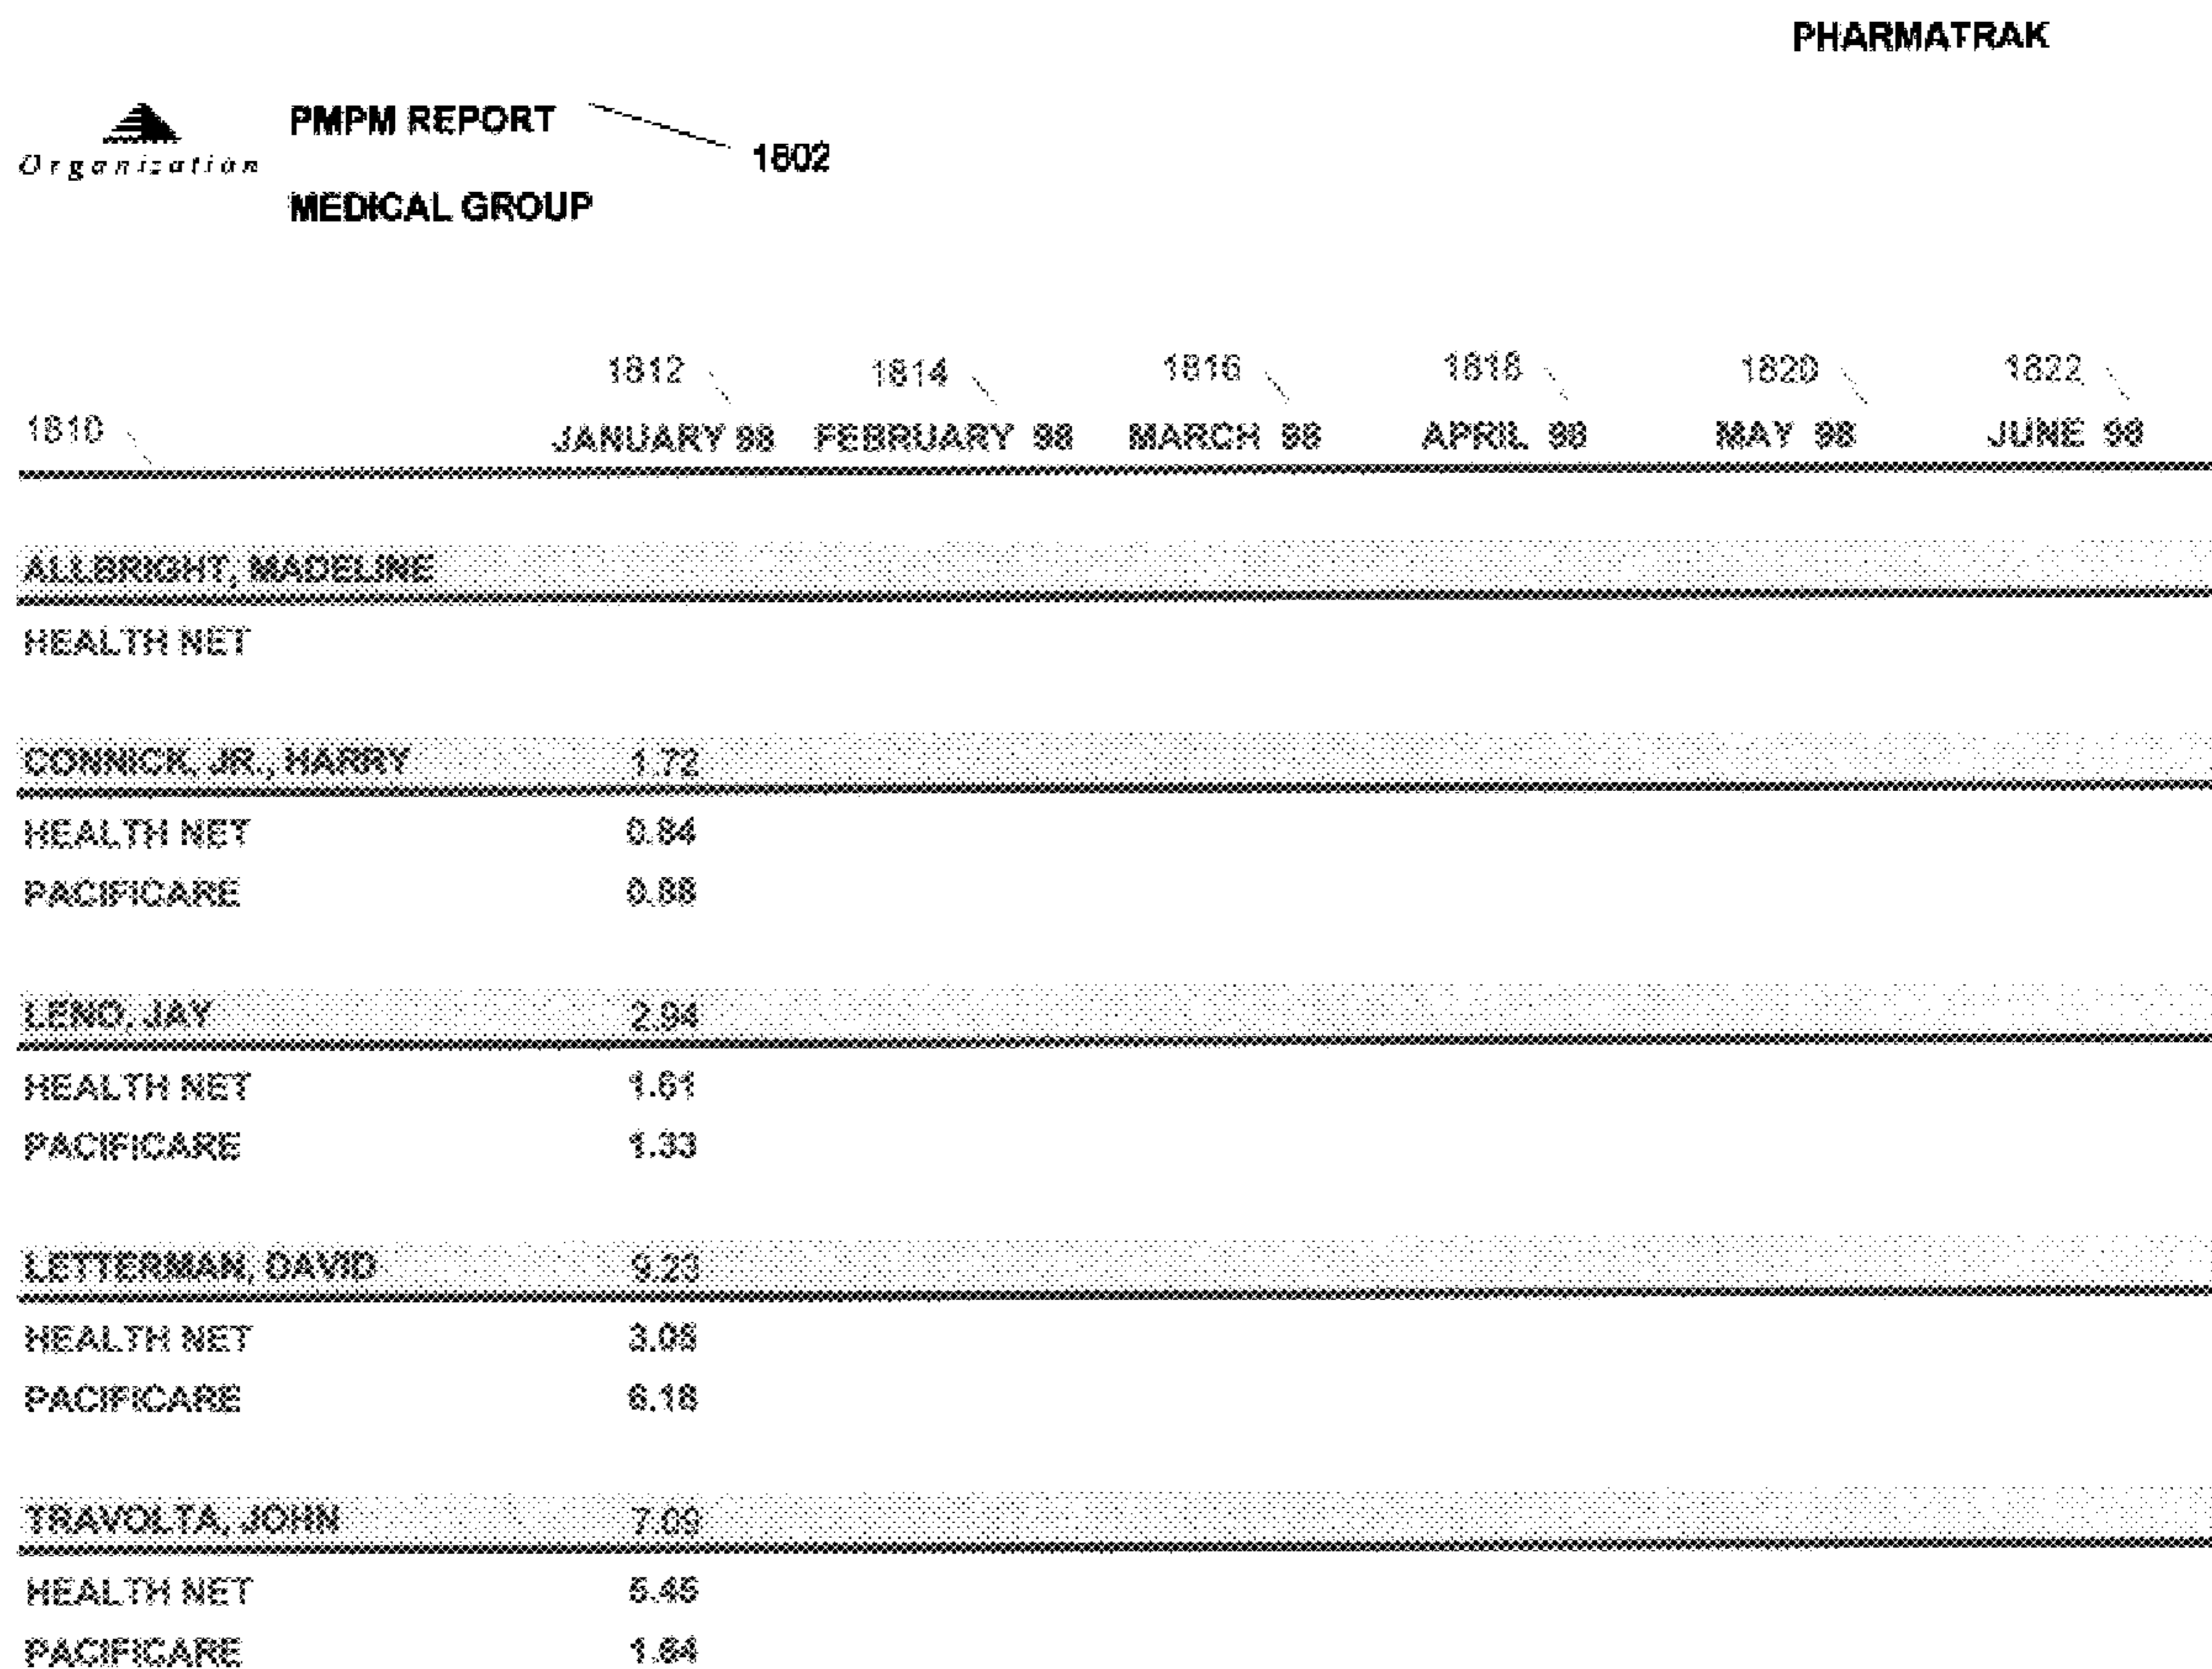 PHARMATRAK
PMPM REPORT
1802
Organization
MEDICAL GROUP
1812 1814 1816 1818 1820 1822
1810
JANUARY 98 FEBRUARY 98 MARCH 98 APRIL 98 MAY 98 JUNE 98
ALLBRIGHT, MADELINE
HEALTH NET
CONNICK, JR., HARRY 1.72
HEALTH NET 0.84
PACIFICARE 0.88
LENO, JAY 2.94
HEALTH NET 1.61
PACIFICARE 1.33
LETTERMAN, DAVID 9.23
HEALTH NET 3.05
PACIFICARE 6.18
TRAVOLTA, JOHN 7.09
HEALTH NET 5.45
PACIFICARE 1.64